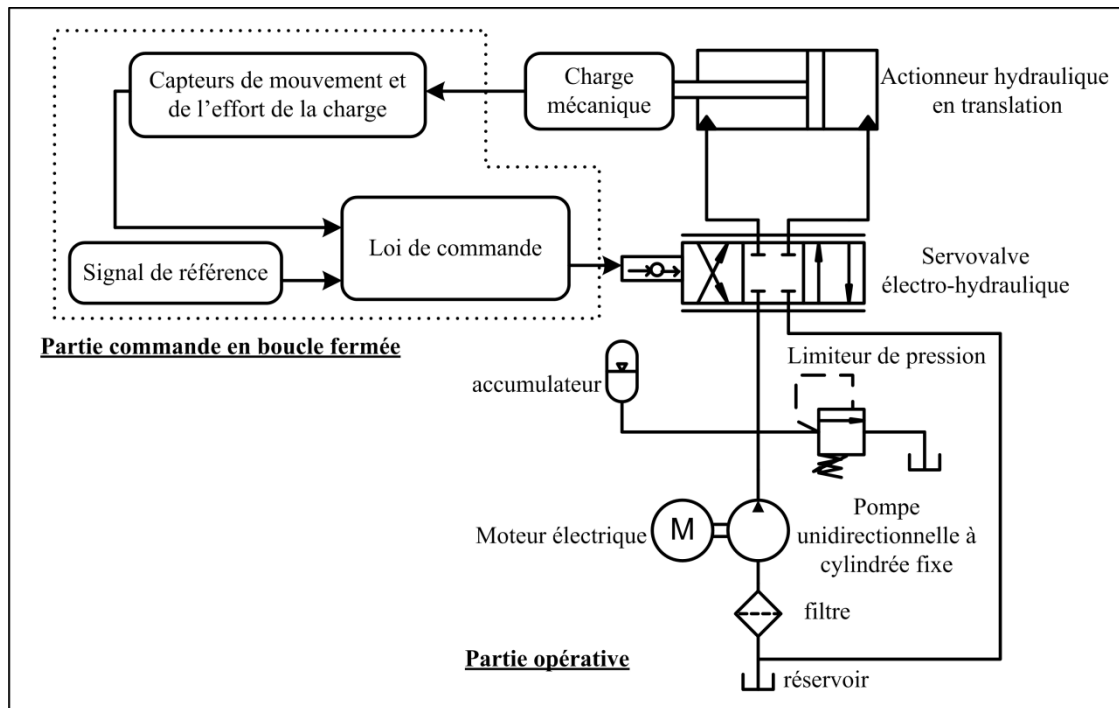 Capteurs de mouvement et
de l’effort de la charge
Charge
mécanique
Actionneur hydraulique
en translation
Signal de référence
Loi de commande
Servovalve
électro-hydraulique
Partie commande en boucle fermée
Limiteur de pression
accumulateur
Moteur électrique
M
Pompe
unidirectionnelle à
cylindrée fixe
filtre
Partie opérative
réservoir